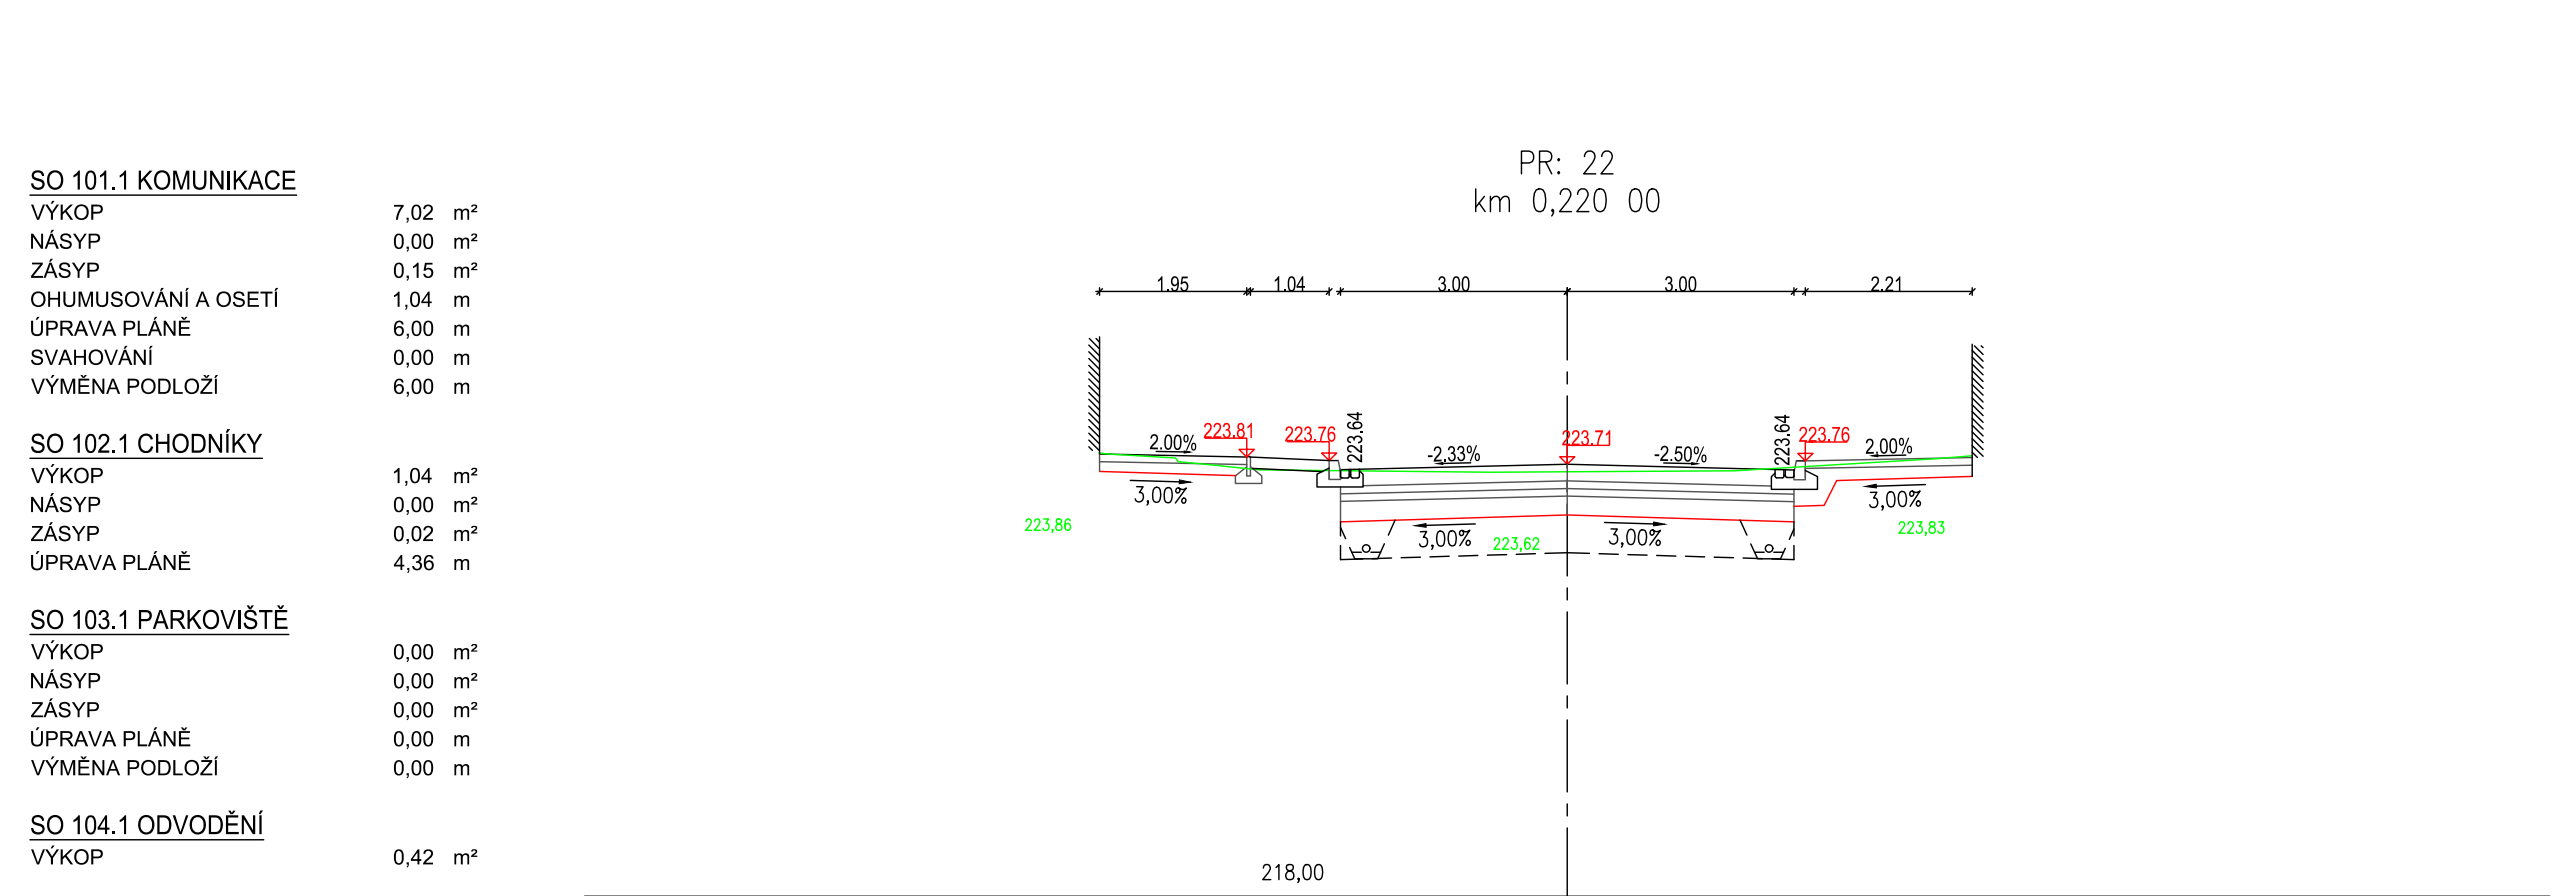 SO 101.1 KOMUNIKACE
VÝKOP 7,02 m²
NÁSYP 0,00 m²
ZÁSYP 0,15 m²
OHUMUSOVÁNÍ A OSETÍ 1,04 m
ÚPRAVA PLÁNĚ 6,00 m
SVAHOVÁNÍ 0,00 m
VÝMĚNA PODLOŽÍ 6,00 m
SO 102.1 CHODNÍKY
VÝKOP 1,04 m²
NÁSYP 0,00 m²
ZÁSYP 0,02 m²
ÚPRAVA PLÁNĚ 4,36 m
SO 103.1 PARKOVIŠTĚ
VÝKOP 0,00 m²
NÁSYP 0,00 m²
ZÁSYP 0,00 m²
ÚPRAVA PLÁNĚ 0,00 m
VÝMĚNA PODLOŽÍ 0,00 m
SO 104.1 ODVODĚNÍ
VÝKOP 0,42 m²
PR: 22
km 0,220 00
1.95 1.04 3.00 3.00 2.21
2.00% 223.81 223.76 223.64 -2.33% 223.71 -2.50% 223.64 223.76 2.00%
3,00% 3,00%
223,86 3,00% 223,62 3,00% 223,83
218,00